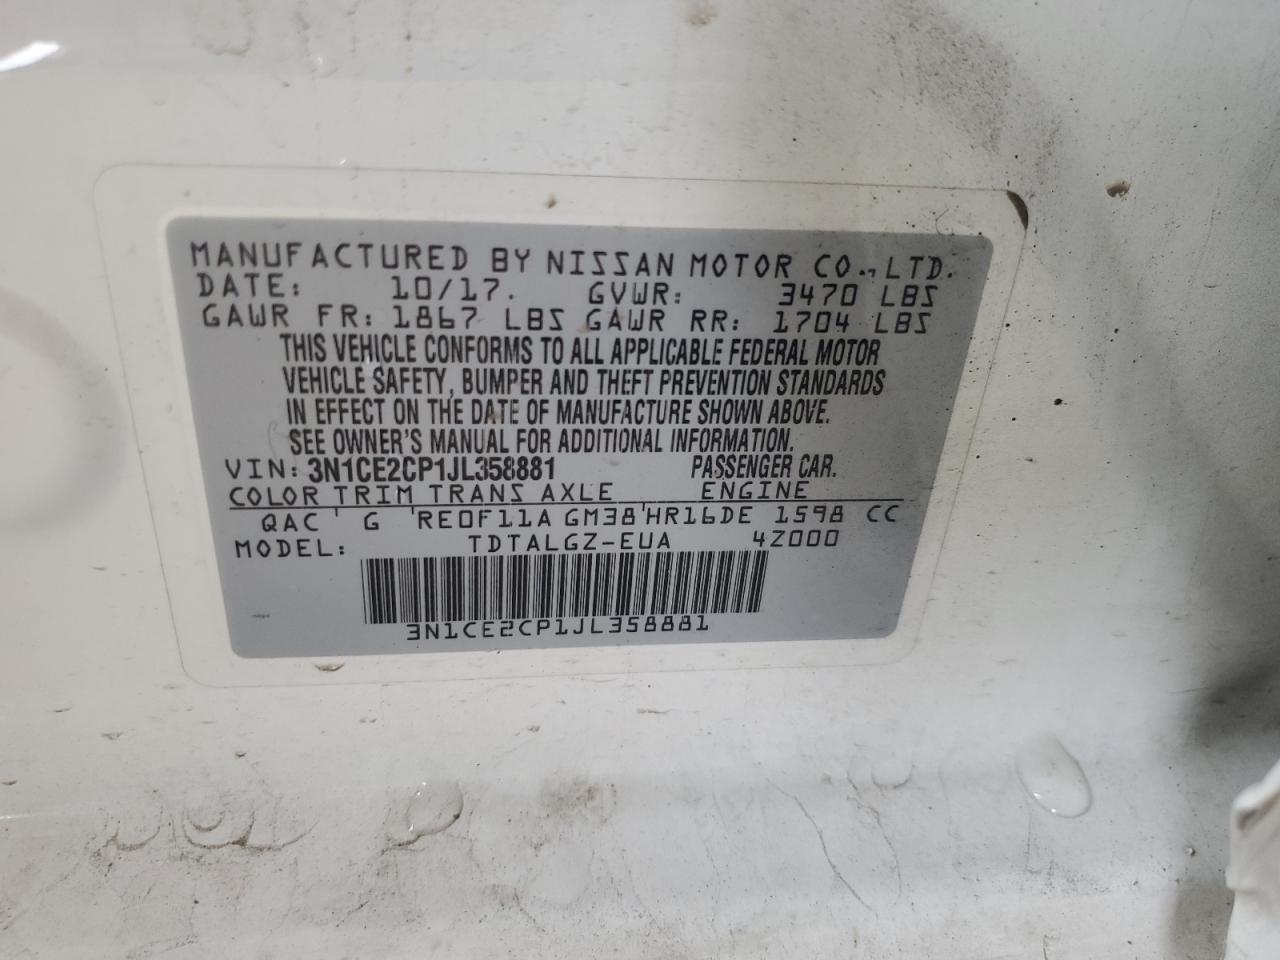 MANUFACTURED BY NISSAN MOTOR CO., LTD.
DATE: 10/17. GVWR: 3470 LBS
GAWR FR: 1867 LBS GAWR RR: 1704 LBS
THIS VEHICLE CONFORMS TO ALL APPLICABLE FEDERAL MOTOR
VEHICLE SAFETY, BUMPER AND THEFT PREVENTION STANDARDS
IN EFFECT ON THE DATE OF MANUFACTURE SHOWN ABOVE.
SEE OWNER'S MANUAL FOR ADDITIONAL INFORMATION.
VIN: 3N1CE2CP1JL358881 PASSENGER CAR.
COLOR TRIM TRANS AXLE ENGINE
QAC ' G 'RE0F11A GM38'HR16DE 1598 CC
MODEL: TDTALGZ-EUA 4Z000
3N1CE2CP1JL358881